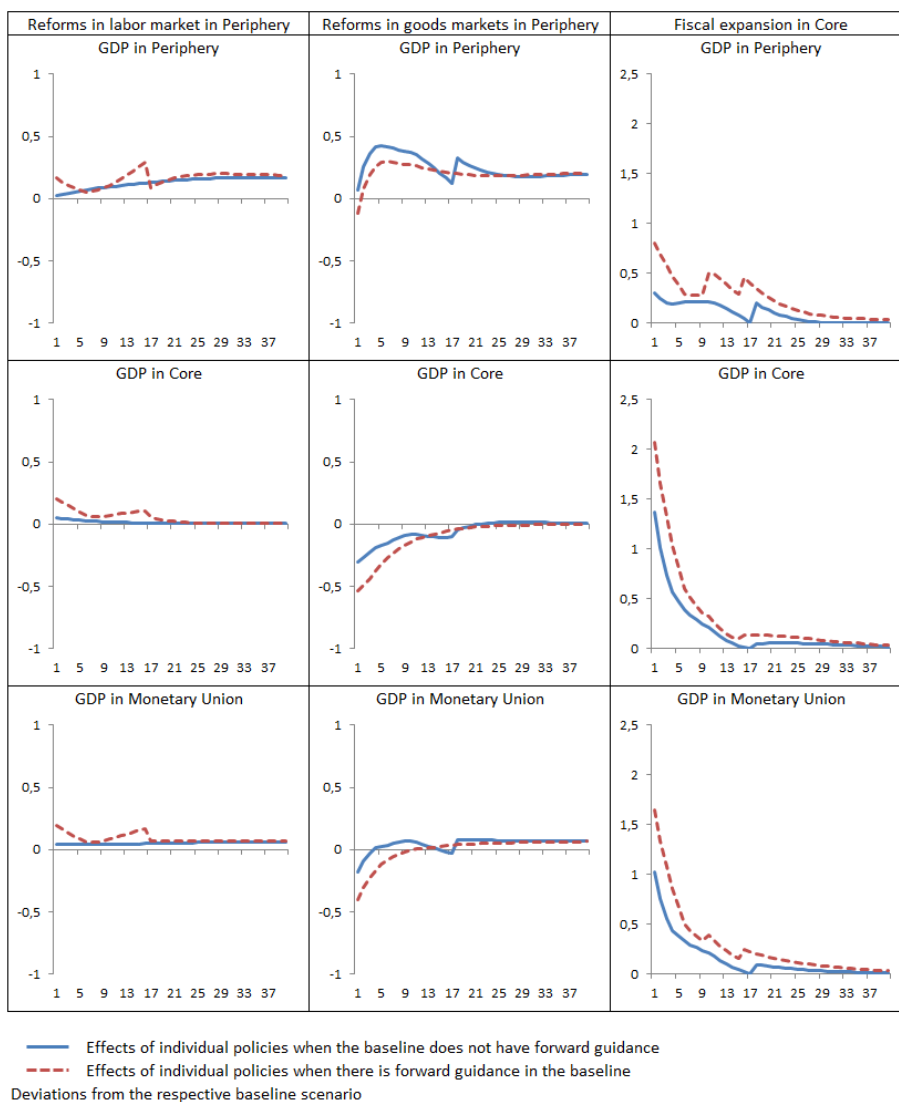 Reforms in labor market in Periphery Reforms in goods markets in Periphery Fiscal expansion in Core
GDP in Periphery GDP in Periphery GDP in Periphery
1 1 2,5
2
0,5 0,5
1,5
0 0
1
-0,5 -0,5
0,5
-1 -1 0
1 5 9 13 17 21 25 29 33 37 1 5 9 13 17 21 25 29 33 37 1 5 9 13 17 21 25 29 33 37
GDP in Core GDP in Core GDP in Core
1 1 2,5
2
0,5 0,5
1,5
0 0
1
-0,5 -0,5
0,5
-1 -1 0
1 5 9 13 17 21 25 29 33 37 1 5 9 13 17 21 25 29 33 37 1 5 9 13 17 21 25 29 33 37
GDP in Monetary Union GDP in Monetary Union GDP in Monetary Union
1 1 2,5
2
0,5 0,5
1,5
0 0
1
-0,5 -0,5
0,5
-1 -1 0
1 5 9 13 17 21 25 29 33 37 1 5 9 13 17 21 25 29 33 37 1 5 9 13 17 21 25 29 33 37
Effects of individual policies when the baseline does not have forward guidance
Effects of individual policies when there is forward guidance in the baseline
Deviations from the respective baseline scenario